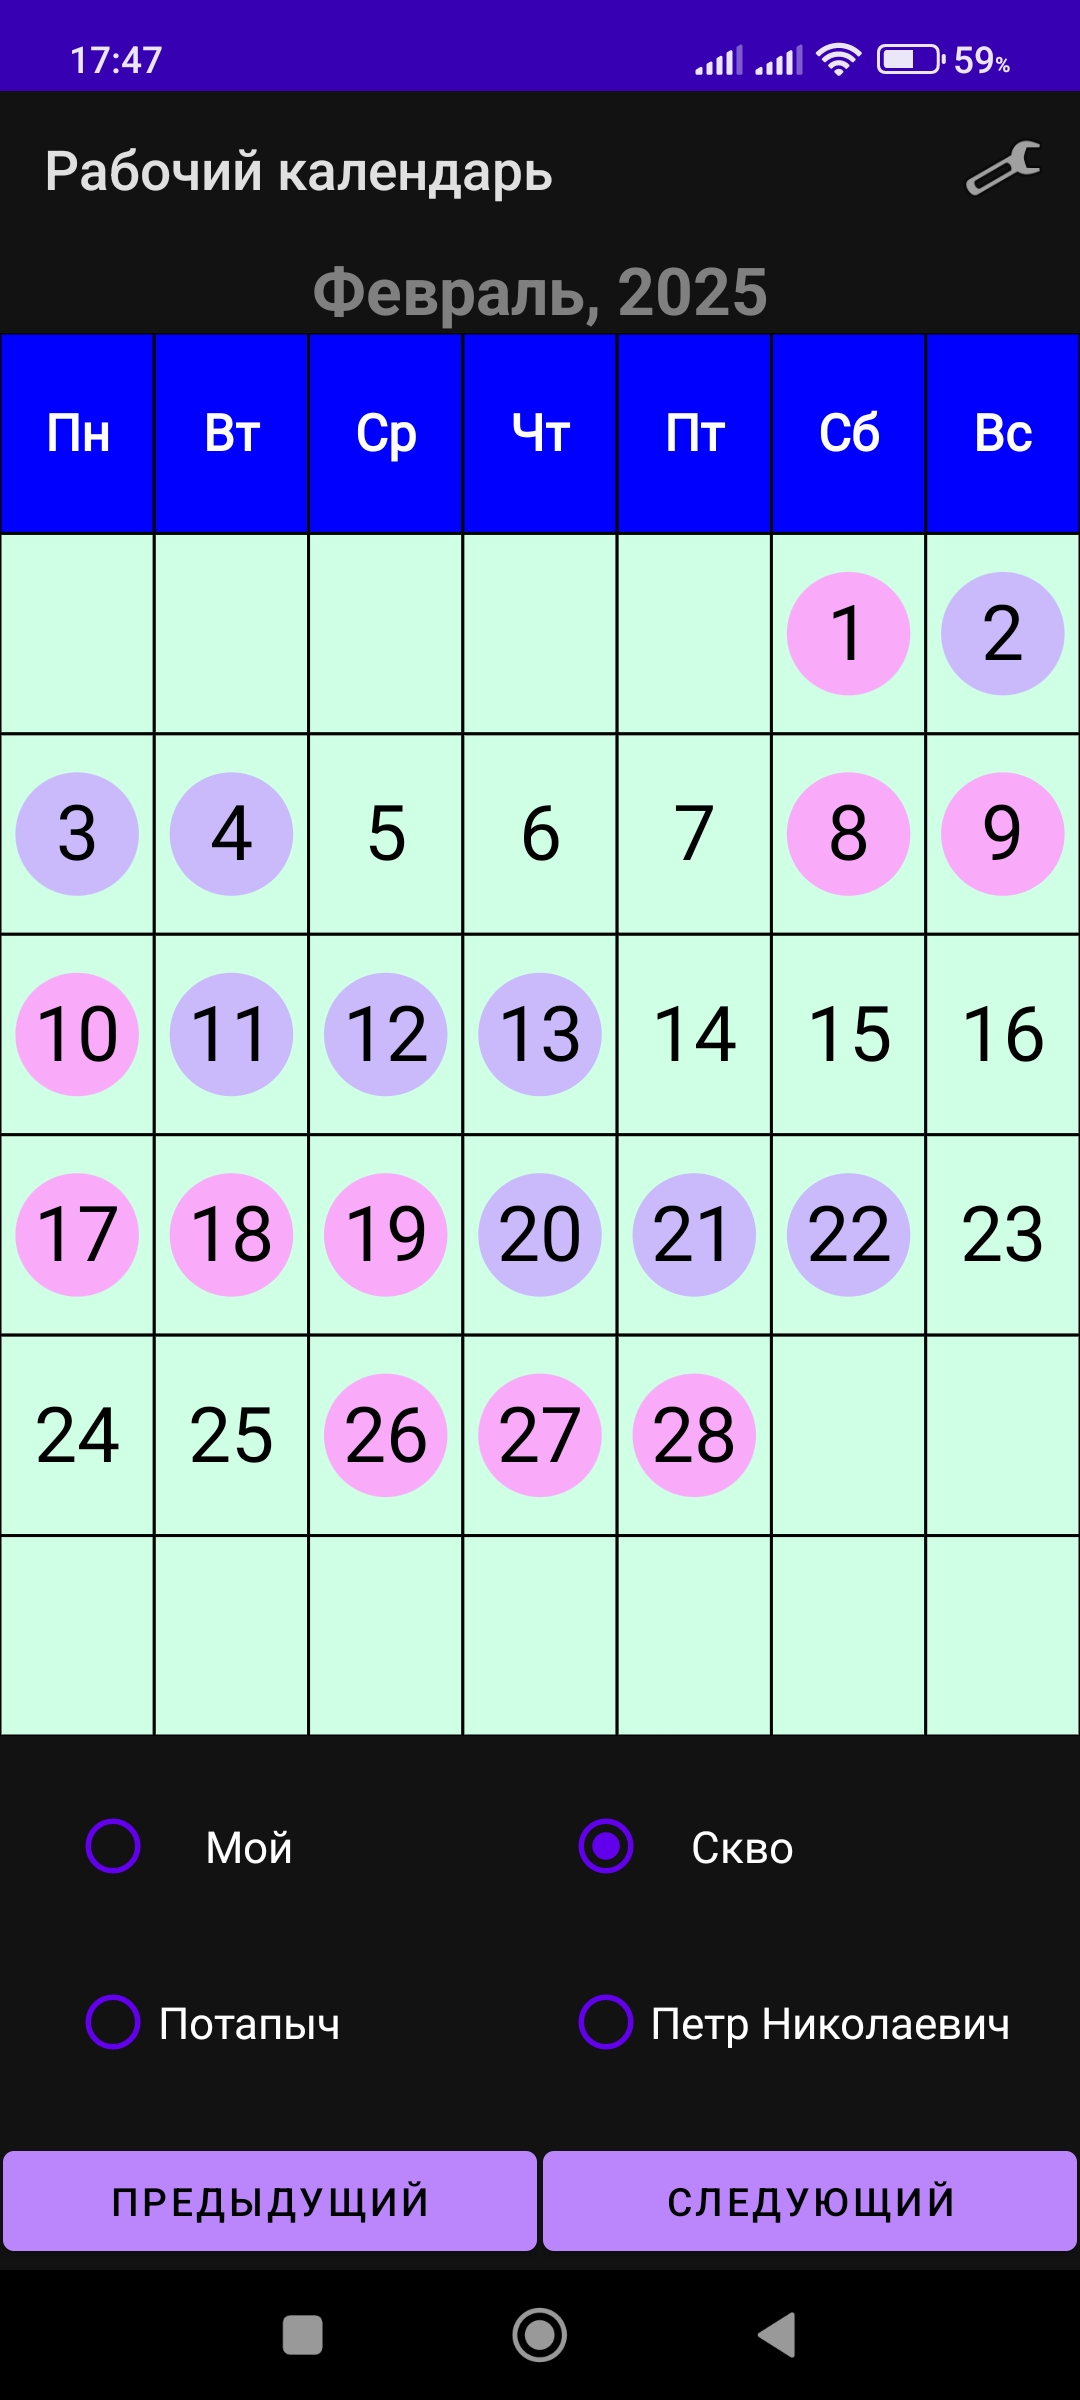 17:47 59%
Рабочий календарь
Февраль, 2025
Пн Вт Ср Чт Пт Сб Вс
1 2
3 4 5 6 7 8 9
10 11 12 13 14 15 16
17 18 19 20 21 22 23
24 25 26 27 28
Мой Скво
Потапыч Петр Николаевич
ПРЕДЫДУЩИЙ СЛЕДУЮЩИЙ